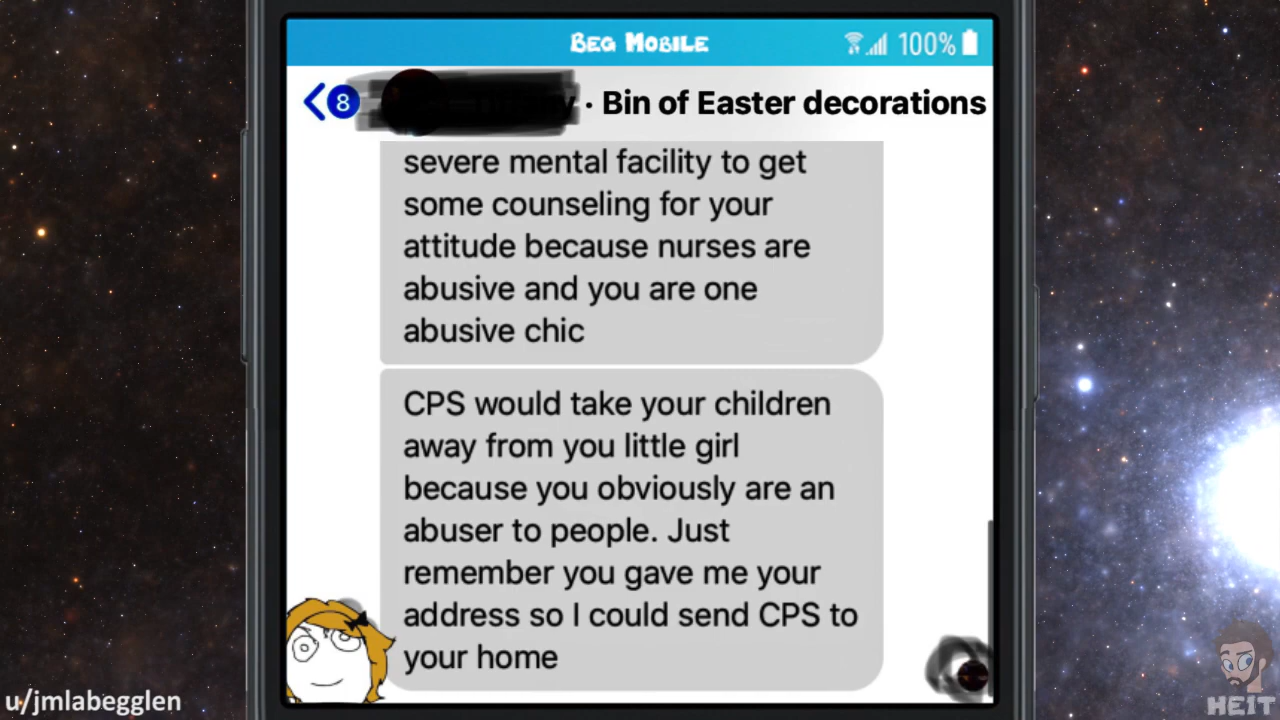 Beg Mobile
100%
8
· Bin of Easter decorations
severe mental facility to get
some counseling for your
attitude because nurses are
abusive and you are one
abusive chic
CPS would take your children
away from you little girl
because you obviously are an
abuser to people. Just
remember you gave me your
address so I could send CPS to
your home
u/jmlabegglen
HEIT